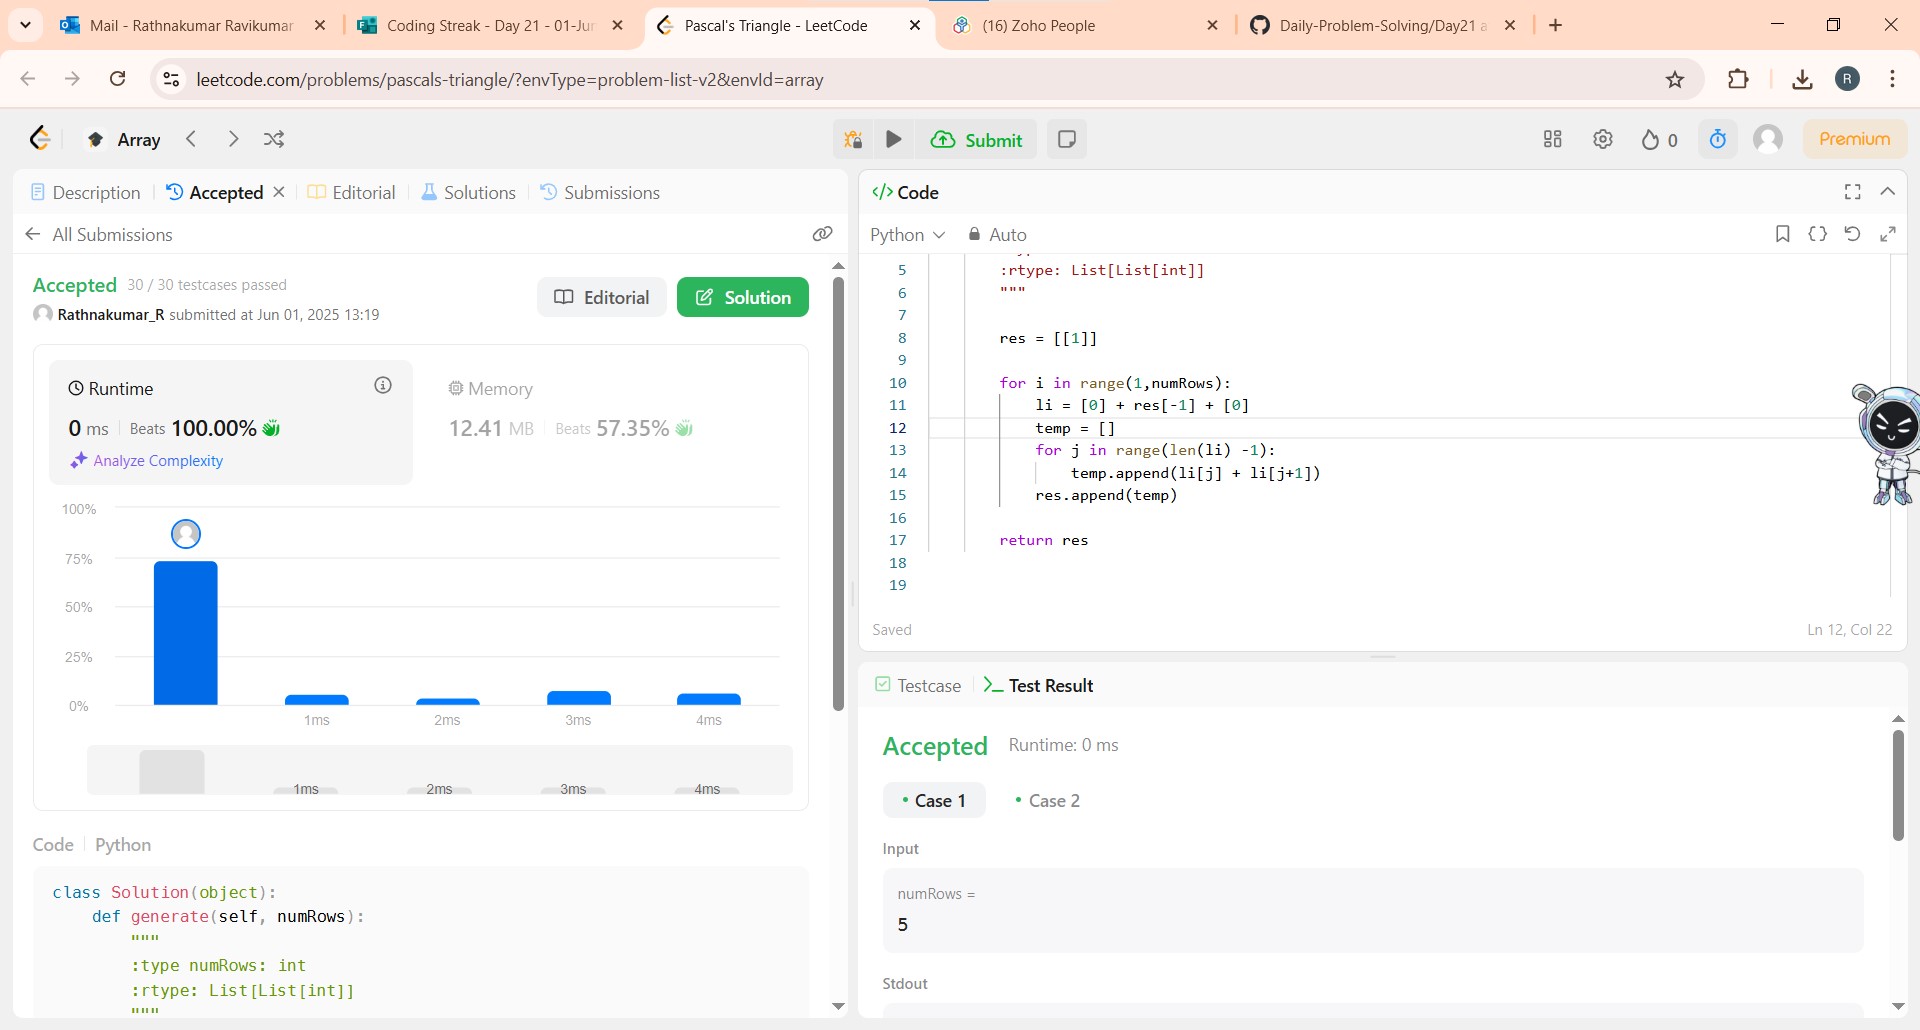 Mail - Rathnakumar Ravikumar
Coding Streak - Day 21 - 01-Jun
Pascal's Triangle - LeetCode
(16) Zoho People
Daily-Problem-Solving/Day21 a
leetcode.com/problems/pascals-triangle/?envType=problem-list-v2&envId=array
R
Array
Submit
0
Premium
Description
Accepted
Editorial
Solutions
Submissions
All Submissions
Accepted 30 / 30 testcases passed
Rathnakumar_R submitted at Jun 01, 2025 13:19
Editorial
Solution
Runtime
0 ms Beats 100.00%
Analyze Complexity
Memory
12.41 MB Beats 57.35%
100%
75%
50%
25%
0%
1ms 2ms 3ms 4ms
1ms 2ms 3ms 4ms
Code Python
class Solution(object):
def generate(self, numRows):
"""
:type numRows: int
:rtype: List[List[int]]
"""
</> Code
Python Auto
5 :rtype: List[List[int]]
6 """
7
8 res = [[1]]
9
10 for i in range(1,numRows):
11 li = [0] + res[-1] + [0]
12 temp = []
13 for j in range(len(li) -1):
14 temp.append(li[j] + li[j+1])
15 res.append(temp)
16
17 return res
18
19
Saved
Ln 12, Col 22
Testcase
Test Result
Accepted Runtime: 0 ms
Case 1
Case 2
Input
numRows =
5
Stdout